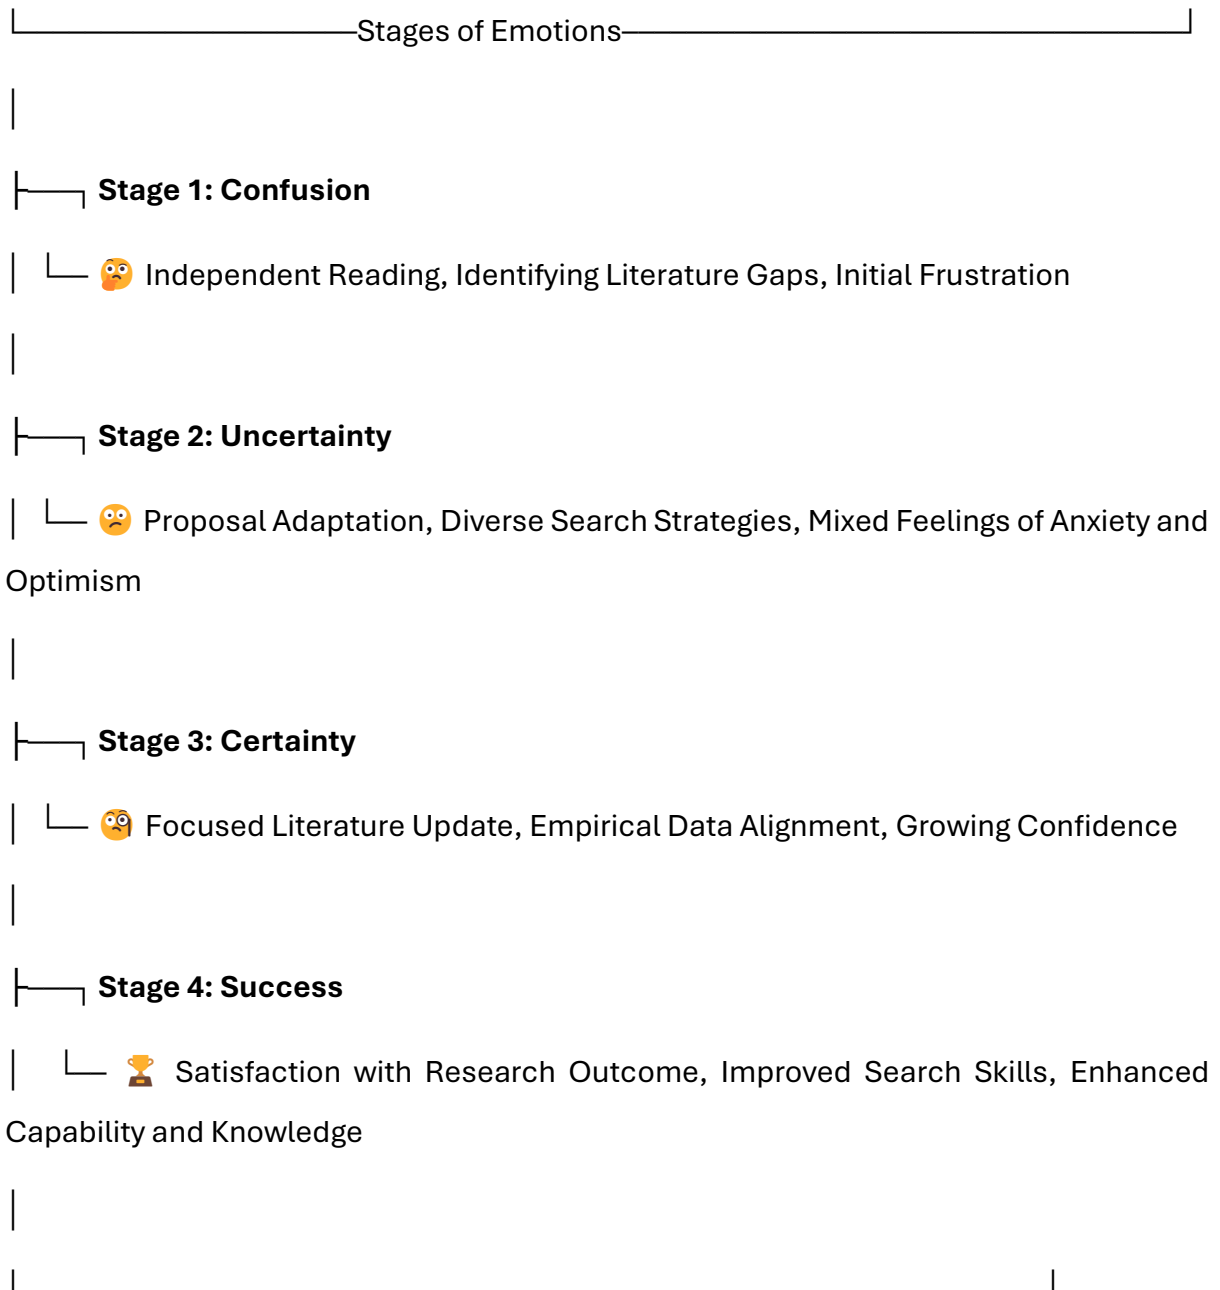 Stages of Emotions
Stage 1: Confusion
🤔 Independent Reading, Identifying Literature Gaps, Initial Frustration
Stage 2: Uncertainty
😕 Proposal Adaptation, Diverse Search Strategies, Mixed Feelings of Anxiety and
Optimism
Stage 3: Certainty
🧐 Focused Literature Update, Empirical Data Alignment, Growing Confidence
Stage 4: Success
🏆 Satisfaction with Research Outcome, Improved Search Skills, Enhanced
Capability and Knowledge